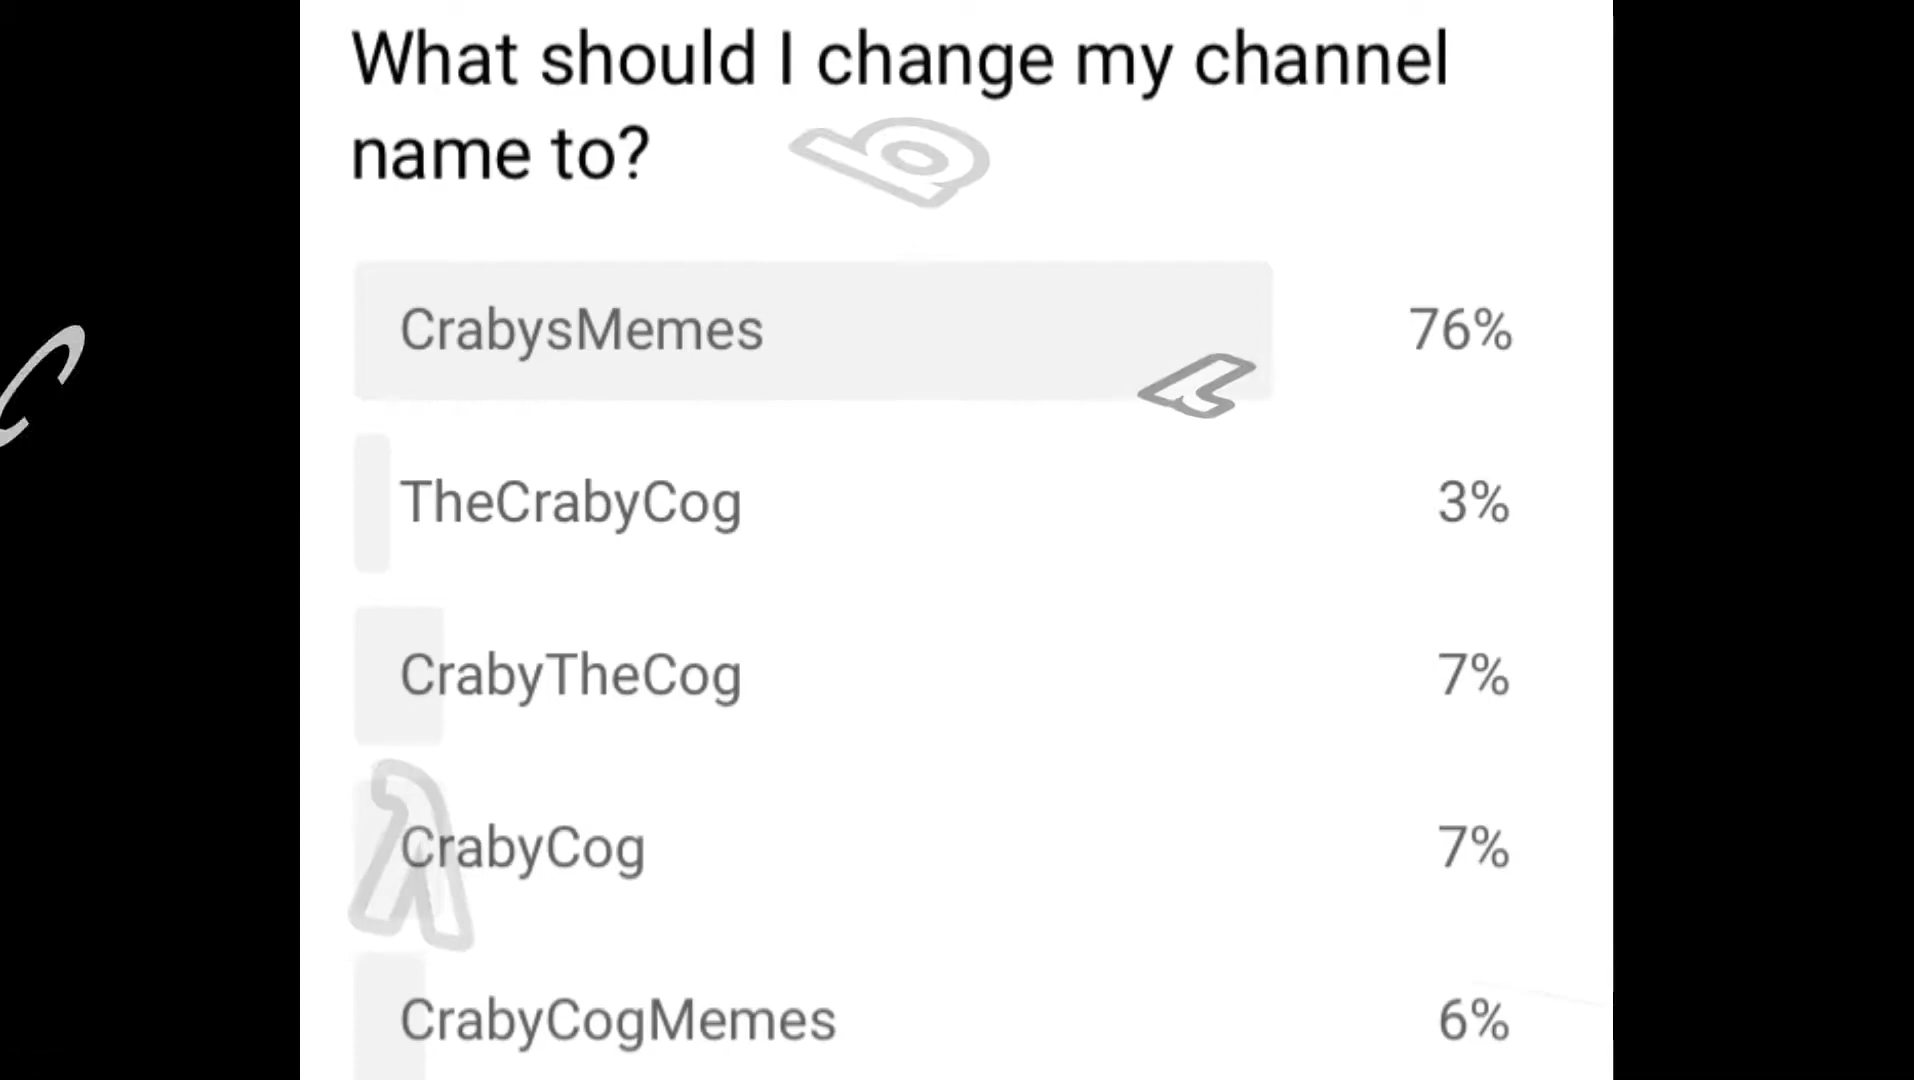 What should I change my channel
name to?
CrabysMemes 76%
TheCrabyCog 3%
CrabyTheCog 7%
CrabyCog 7%
CrabyCogMemes 6%